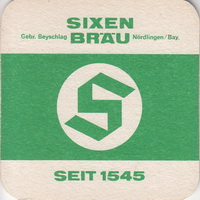 SIXEN
Gebr. Beyschlag BRÄU Nördlingen/Bay.
S
SEIT 1545